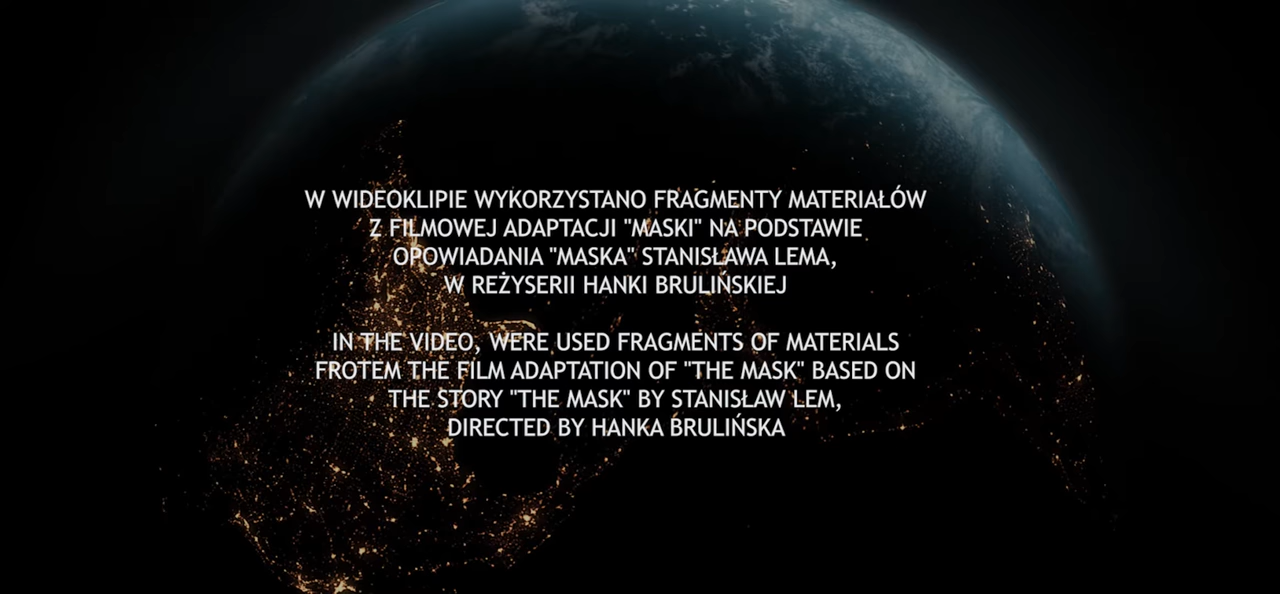 W WIDEOKLIPIE WYKORZYSTANO FRAGMENTY MATERIAŁÓW
Z FILMOWEJ ADAPTACJI "MASKI" NA PODSTAWIE
OPOWIADANIA "MASKA" STANISŁAWA LEMA,
W REŻYSERII HANKI BRULIŃSKIEJ
IN THE VIDEO, WERE USED FRAGMENTS OF MATERIALS
FROTEM THE FILM ADAPTATION OF "THE MASK" BASED ON
THE STORY "THE MASK" BY STANISŁAW LEM,
DIRECTED BY HANKA BRULIŃSKA